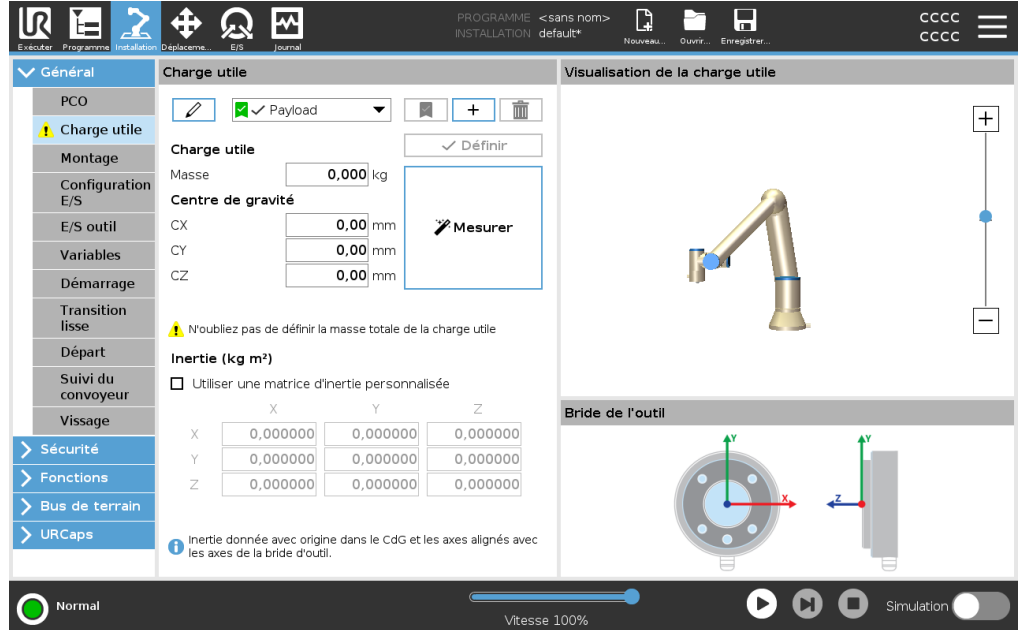 UR
PROGRAMME <sans nom>
INSTALLATION default*
CCCC
CCCC
Exécuter
Programme
Installation
Déplaceme...
E/S
Journal
Nouveau...
Ouvrir...
Enregistrer...
Général
PCO
Charge utile
Montage
Configuration
E/S
E/S outil
Variables
Démarrage
Transition
lisse
Départ
Suivi du
convoyeur
Vissage
Sécurité
Fonctions
Bus de terrain
URCaps
Charge utile
Payload
+
Charge utile
Définir
Masse 0,000 kg
Centre de gravité
CX 0,00 mm
CY 0,00 mm
CZ 0,00 mm
Mesurer
N'oubliez pas de définir la masse totale de la charge utile
Inertie (kg m²)
Utiliser une matrice d'inertie personnalisée
X Y Z
X 0,000000 0,000000 0,000000
Y 0,000000 0,000000 0,000000
Z 0,000000 0,000000 0,000000
Inertie donnée avec origine dans le CdG et les axes alignés avec
les axes de la bride d'outil.
Visualisation de la charge utile
+
−
Bride de l'outil
Y
X
Y
Z
Normal
Vitesse 100%
Simulation